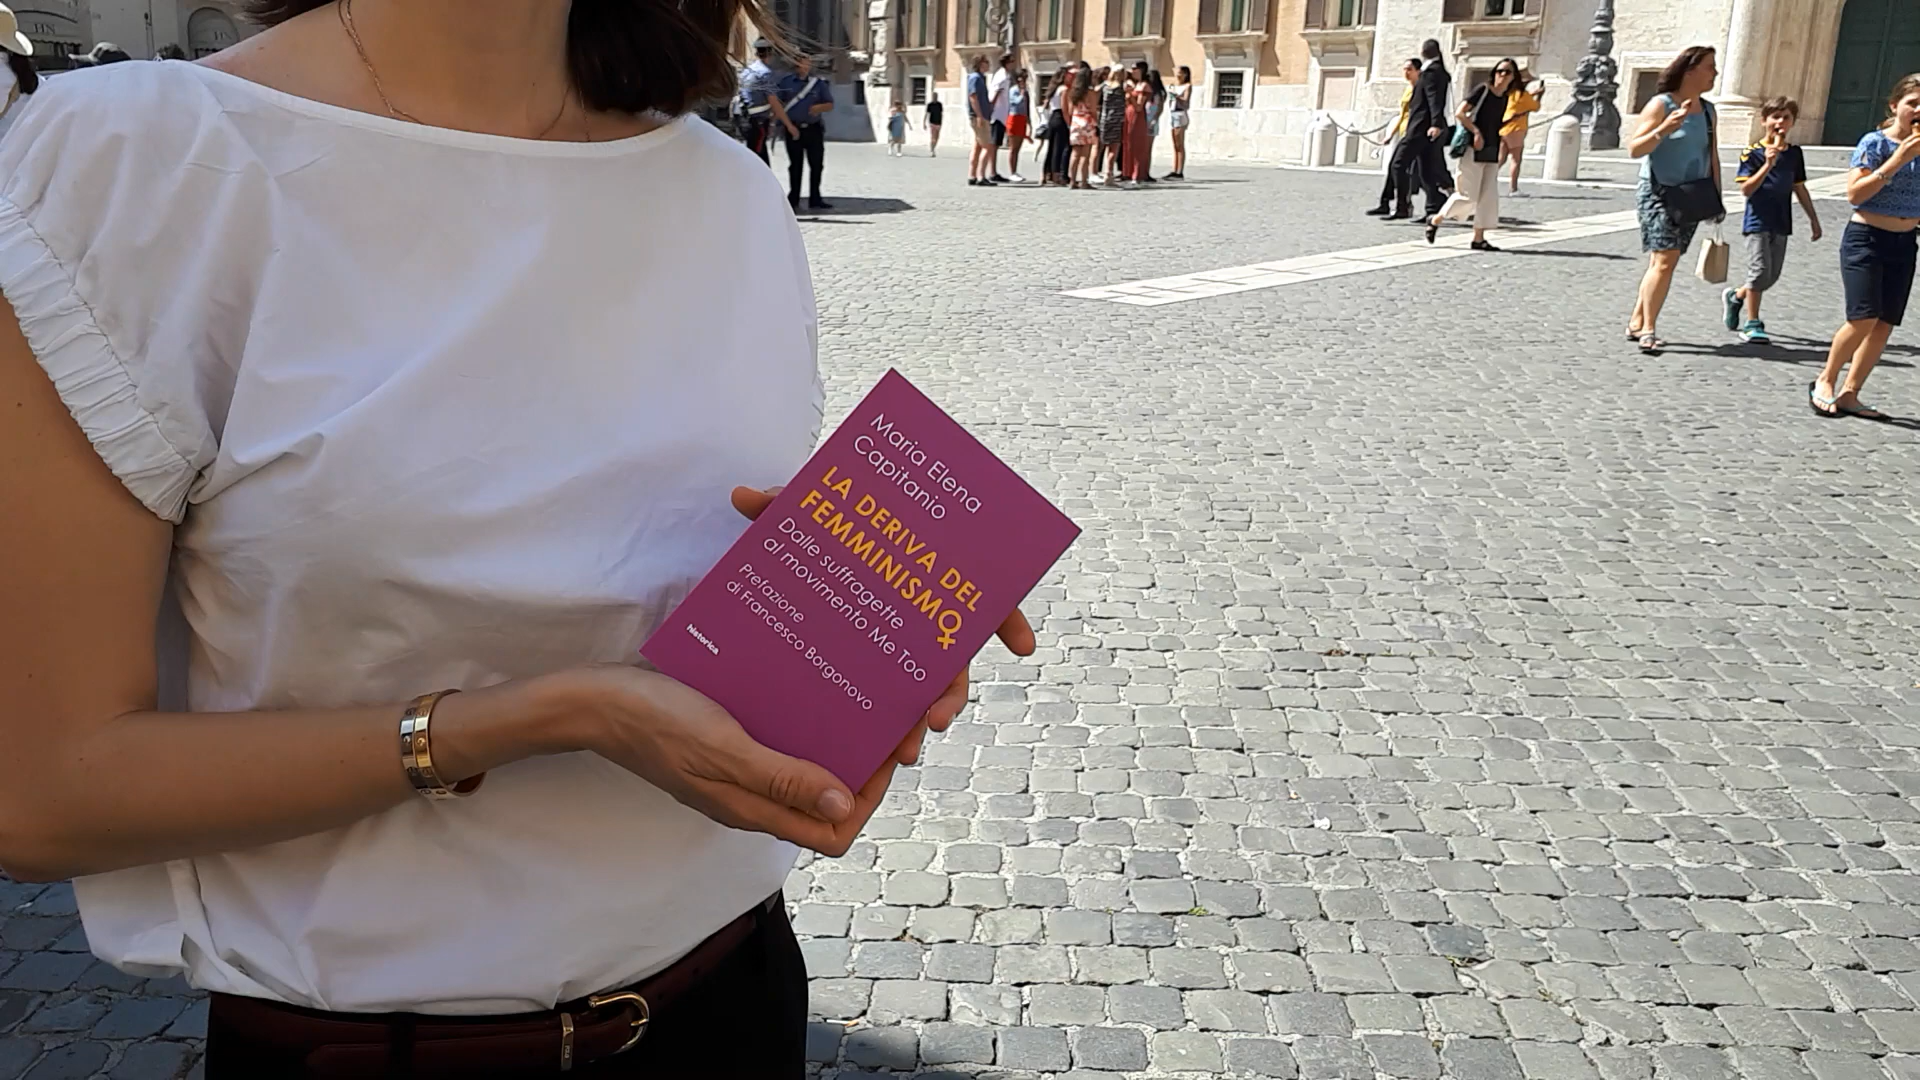 Maria Elena
Capitanio
LA DERIVA DEL
FEMMINISMO
Dalle suffragette
al movimento Me Too
Prefazione
di Francesco Borgonovo
historica